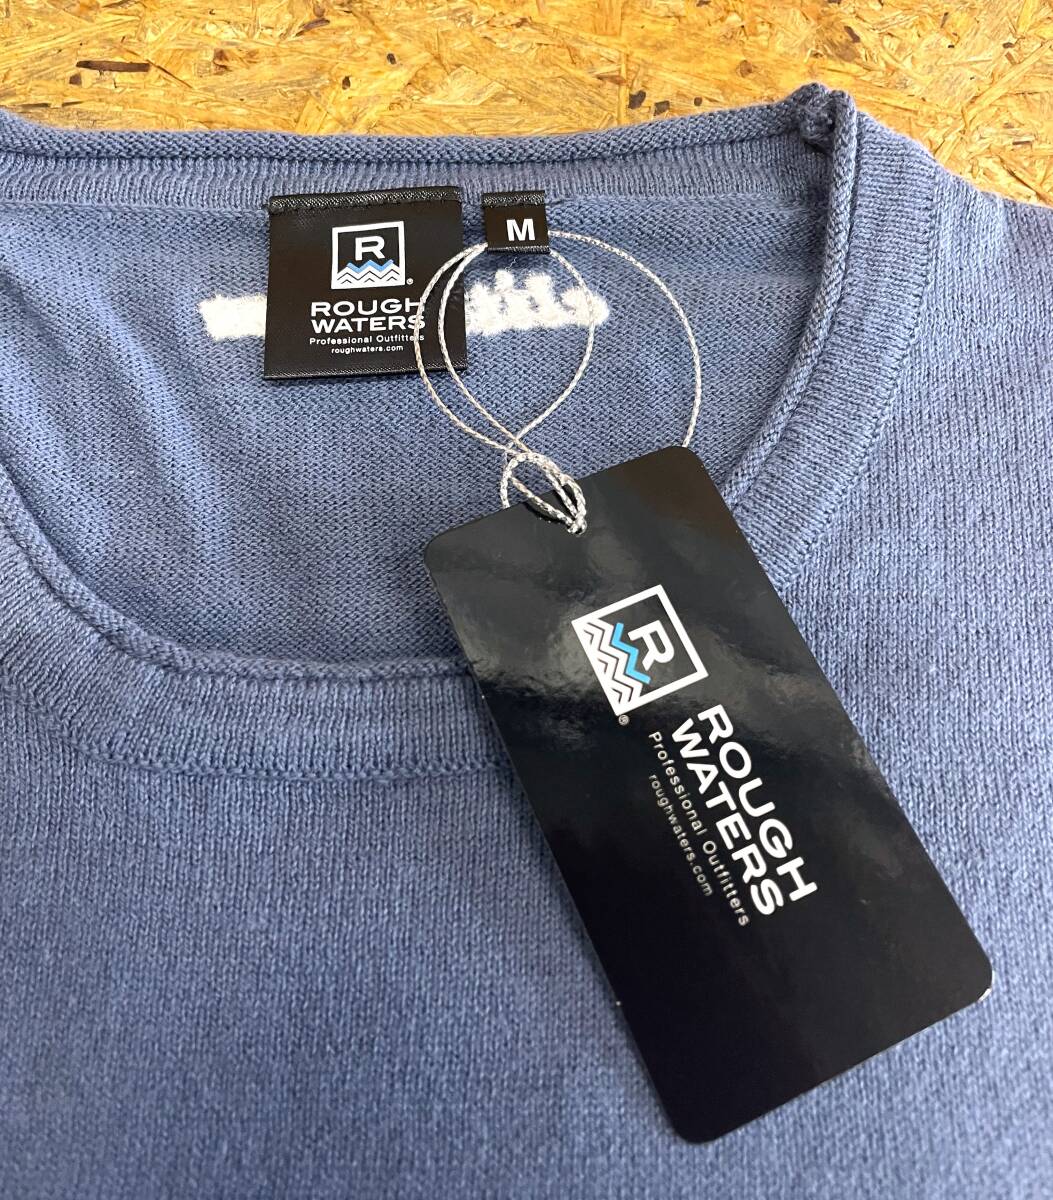 R
®
ROUGH
WATERS
Professional Outfitters
roughwaters.com
M
R
®
ROUGH
WATERS
Professional Outfitters
roughwaters.com